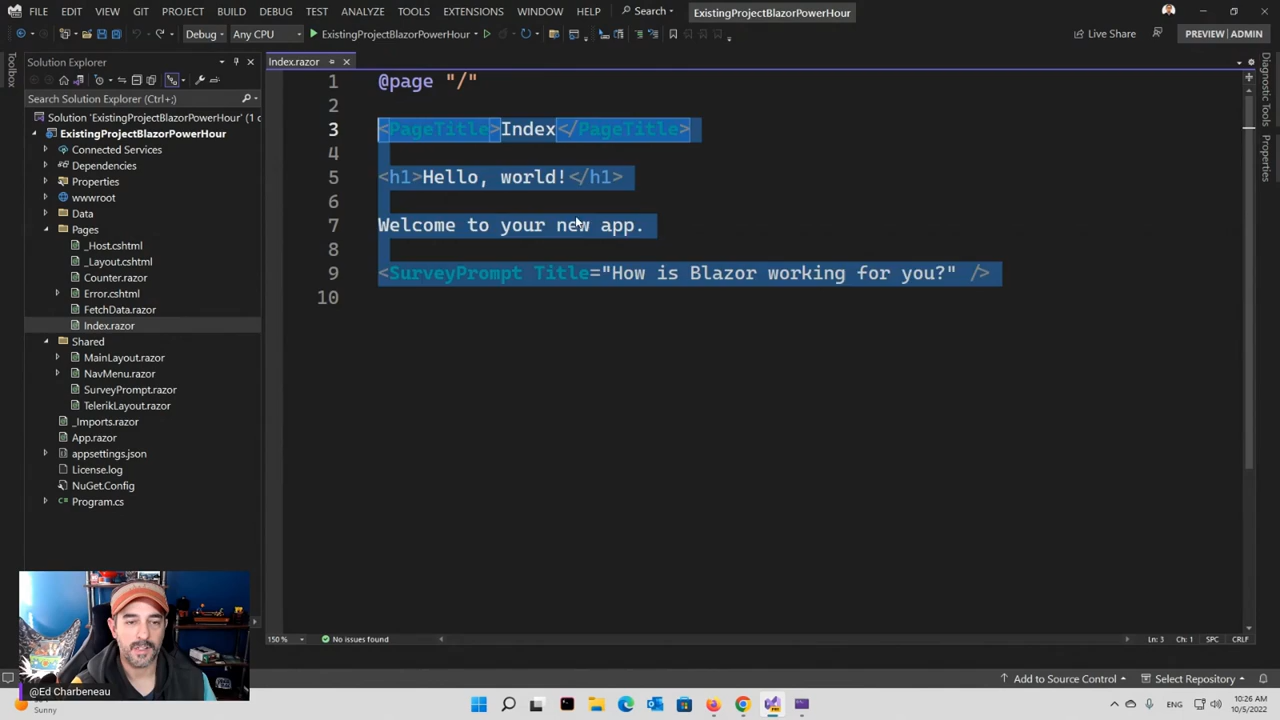 FILE EDIT VIEW GIT PROJECT BUILD DEBUG TEST ANALYZE TOOLS EXTENSIONS WINDOW HELP Search ExistingProjectBlazorPowerHour
Debug Any CPU ExistingProjectBlazorPowerHour Live Share PREVIEW | ADMIN
Toolbox
Solution Explorer
Search Solution Explorer (Ctrl+;)
Solution 'ExistingProjectBlazorPowerHour' (1 o
ExistingProjectBlazorPowerHour
Connected Services
Dependencies
Properties
wwwroot
Data
Pages
_Host.cshtml
_Layout.cshtml
Counter.razor
Error.cshtml
FetchData.razor
Index.razor
Shared
MainLayout.razor
NavMenu.razor
SurveyPrompt.razor
TelerikLayout.razor
_Imports.razor
App.razor
appsettings.json
License.log
NuGet.Config
Program.cs
Index.razor
1 @page "/"
2
3 <PageTitle>Index</PageTitle>
4
5 <h1>Hello, world!</h1>
6
7 Welcome to your new app.
8
9 <SurveyPrompt Title="How is Blazor working for you?" />
10
Diagnostic Tools
Properties
150 % No issues found Ln: 3 Ch: 1 SPC CRLF
Add to Source Control Select Repository
@Ed Charbeneau
Sunny
10:26 AM
10/5/2022